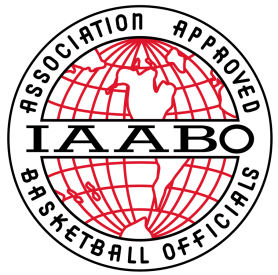 ASSOCIATION APPROVED
IAABO
BASKETBALL OFFICIALS